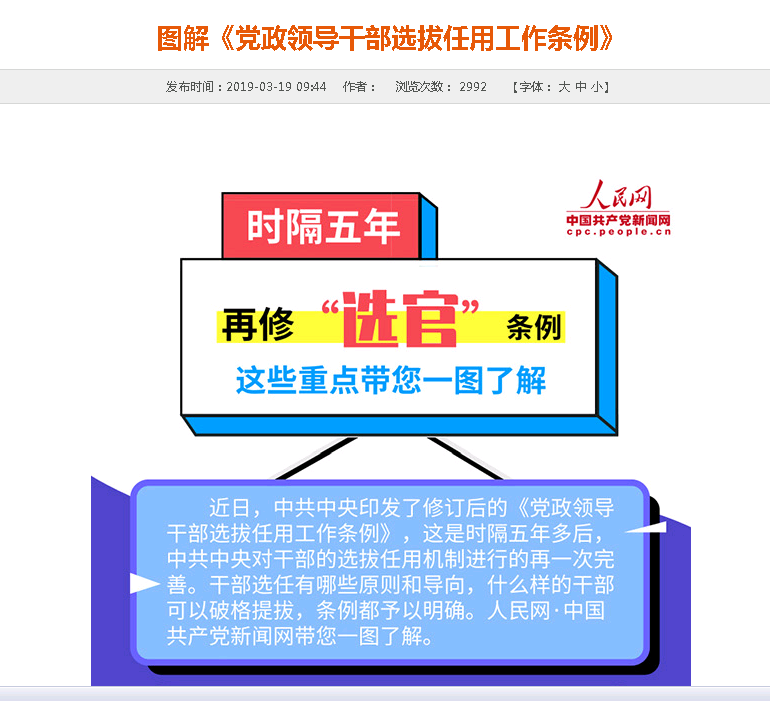 图解《党政领导干部选拔任用工作条例》
发布时间：2019-03-19 09:44 作者： 浏览次数： 2992 【字体： 大 中 小】
人民网
中国共产党新闻网
cpc.people.cn
时隔五年
再修“选官”条例
这些重点带您一图了解
近日，中共中央印发了修订后的《党政领导
干部选拔任用工作条例》，这是时隔五年多后，
中共中央对干部的选拔任用机制进行的再一次完
善。干部选任有哪些原则和导向，什么样的干部
可以破格提拔，条例都予以明确。人民网·中国
共产党新闻网带您一图了解。